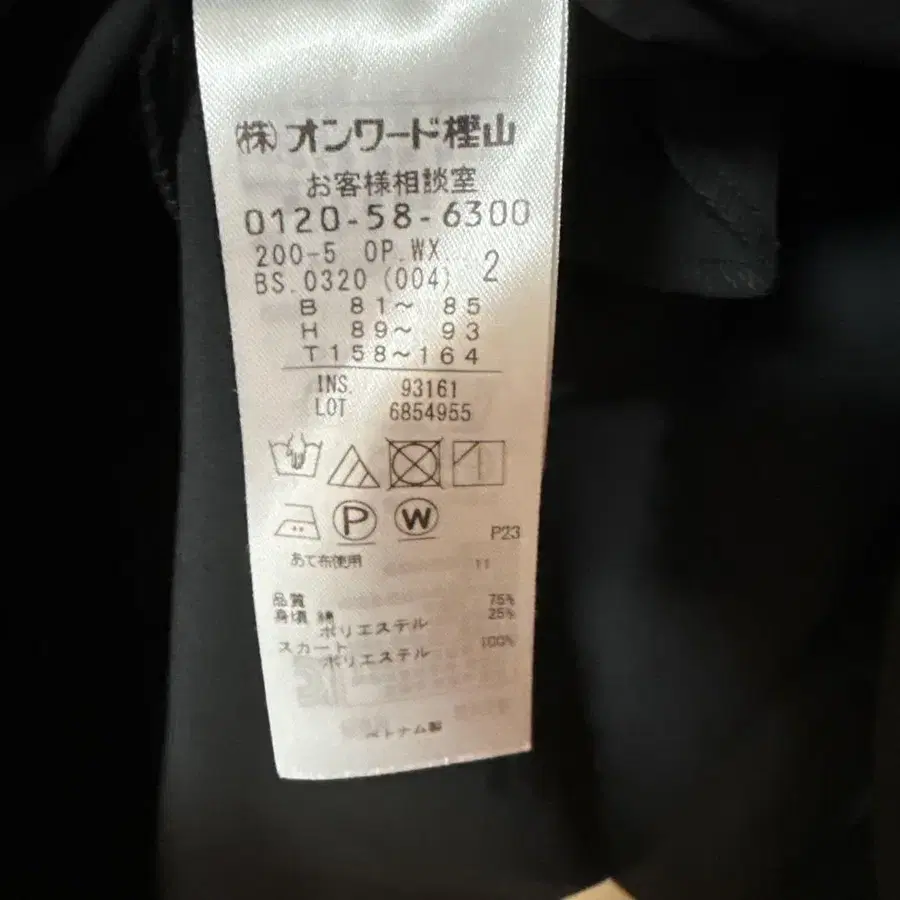 (株)オンワード樫山
お客様相談室
0120-58-6300
200-5 OP.WX..
BS.0320 (004) 2
B 81～ 85
H 89～ 93
T158～164
INS. 93161
LOT 6854955
P W P23
あて布使用 11
品質
身頃 綿 75%
ポリエステル 25%
スカート
ポリエステル 100%
ベトナム製